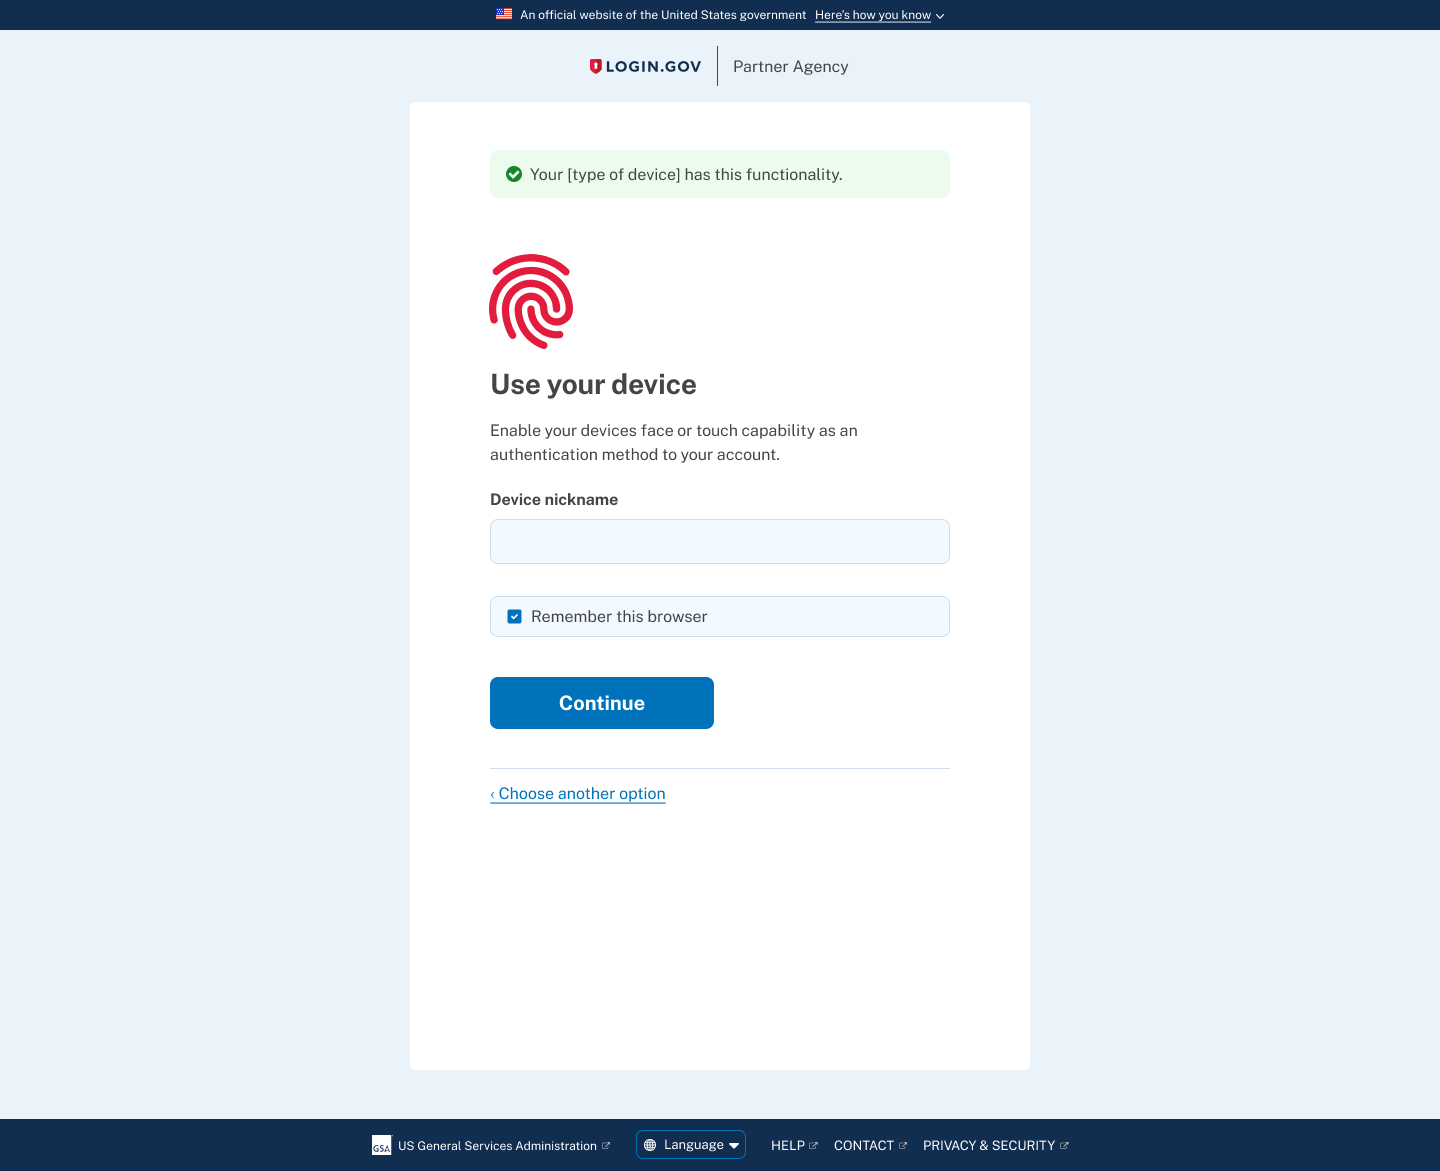 An official website of the United States government Here's how you know
LOGIN.GOV Partner Agency
Your [type of device] has this functionality.
Use your device
Enable your devices face or touch capability as an
authentication method to your account.
Device nickname
Remember this browser
Continue
‹ Choose another option
GSA US General Services Administration Language HELP CONTACT PRIVACY & SECURITY